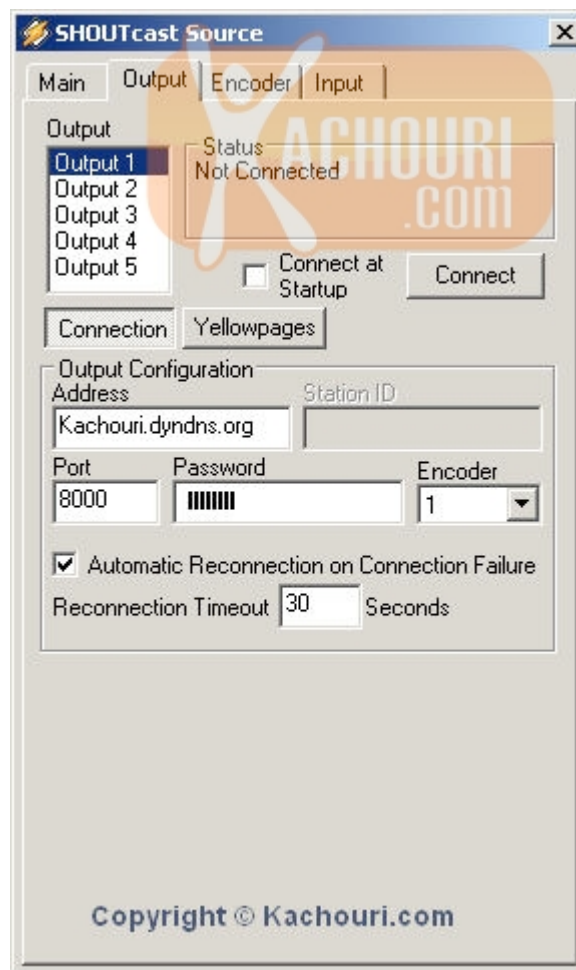 SHOUTcast Source
Main Output Encoder Input
KACHOURI
.COM
Output
Output 1
Output 2
Output 3
Output 4
Output 5
Status
Not Connected
Connect at
Startup
Connect
Connection Yellowpages
Output Configuration
Address Station ID
Kachouri.dyndns.org
Port Password Encoder
8000 1
Automatic Reconnection on Connection Failure
Reconnection Timeout 30 Seconds
Copyright © Kachouri.com